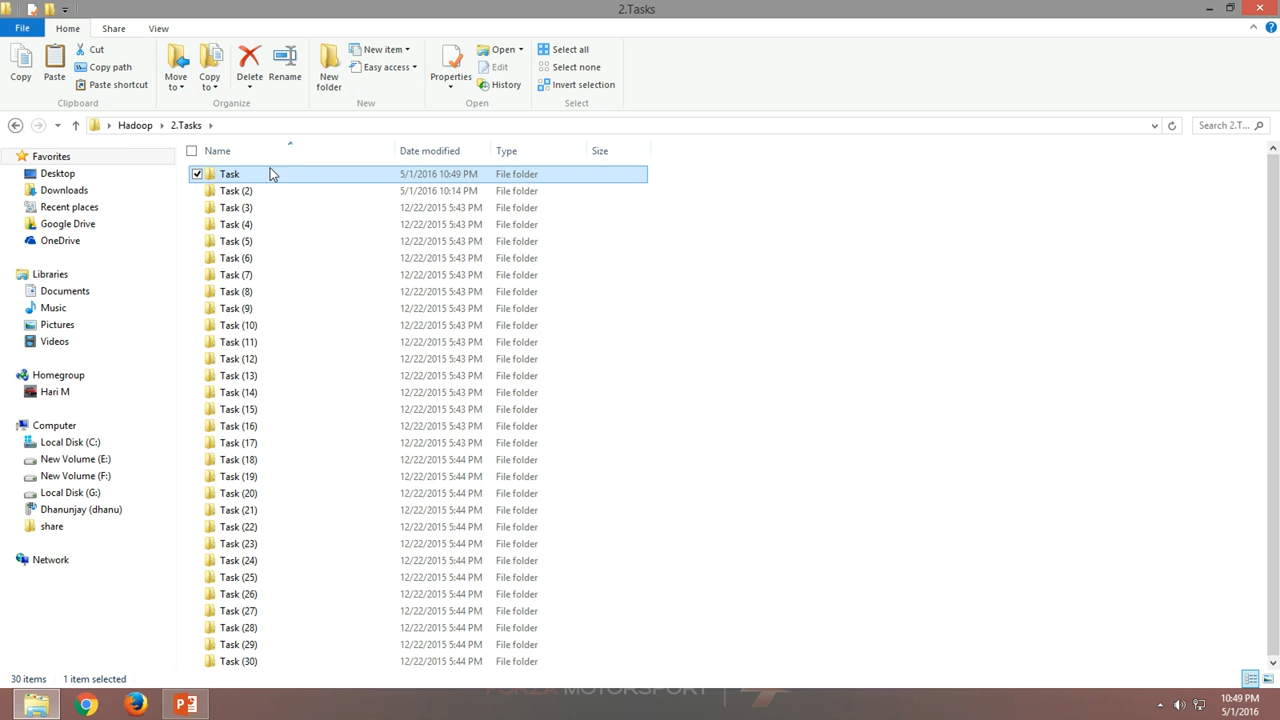 2.Tasks
File Home Share View
Copy Paste Cut Copy path Paste shortcut Move to Copy to Delete Rename New folder New item Easy access Properties Open Edit History Select all Select none Invert selection
Clipboard Organize New Open Select
Hadoop 2.Tasks Search 2.T...
Name Date modified Type Size
Favorites
Desktop
Downloads
Recent places
Google Drive
OneDrive
Libraries
Documents
Music
Pictures
Videos
Homegroup
Hari M
Computer
Local Disk (C:)
New Volume (E:)
New Volume (F:)
Local Disk (G:)
Dhanunjay (dhanu)
share
Network
Task 5/1/2016 10:49 PM File folder
Task (2) 5/1/2016 10:14 PM File folder
Task (3) 12/22/2015 5:43 PM File folder
Task (4) 12/22/2015 5:43 PM File folder
Task (5) 12/22/2015 5:43 PM File folder
Task (6) 12/22/2015 5:43 PM File folder
Task (7) 12/22/2015 5:43 PM File folder
Task (8) 12/22/2015 5:43 PM File folder
Task (9) 12/22/2015 5:43 PM File folder
Task (10) 12/22/2015 5:43 PM File folder
Task (11) 12/22/2015 5:43 PM File folder
Task (12) 12/22/2015 5:43 PM File folder
Task (13) 12/22/2015 5:43 PM File folder
Task (14) 12/22/2015 5:43 PM File folder
Task (15) 12/22/2015 5:43 PM File folder
Task (16) 12/22/2015 5:43 PM File folder
Task (17) 12/22/2015 5:43 PM File folder
Task (18) 12/22/2015 5:44 PM File folder
Task (19) 12/22/2015 5:44 PM File folder
Task (20) 12/22/2015 5:44 PM File folder
Task (21) 12/22/2015 5:44 PM File folder
Task (22) 12/22/2015 5:44 PM File folder
Task (23) 12/22/2015 5:44 PM File folder
Task (24) 12/22/2015 5:44 PM File folder
Task (25) 12/22/2015 5:44 PM File folder
Task (26) 12/22/2015 5:44 PM File folder
Task (27) 12/22/2015 5:44 PM File folder
Task (28) 12/22/2015 5:44 PM File folder
Task (29) 12/22/2015 5:44 PM File folder
Task (30) 12/22/2015 5:44 PM File folder
30 items 1 item selected
FORZA MOTORSPORT
10:49 PM
5/1/2016